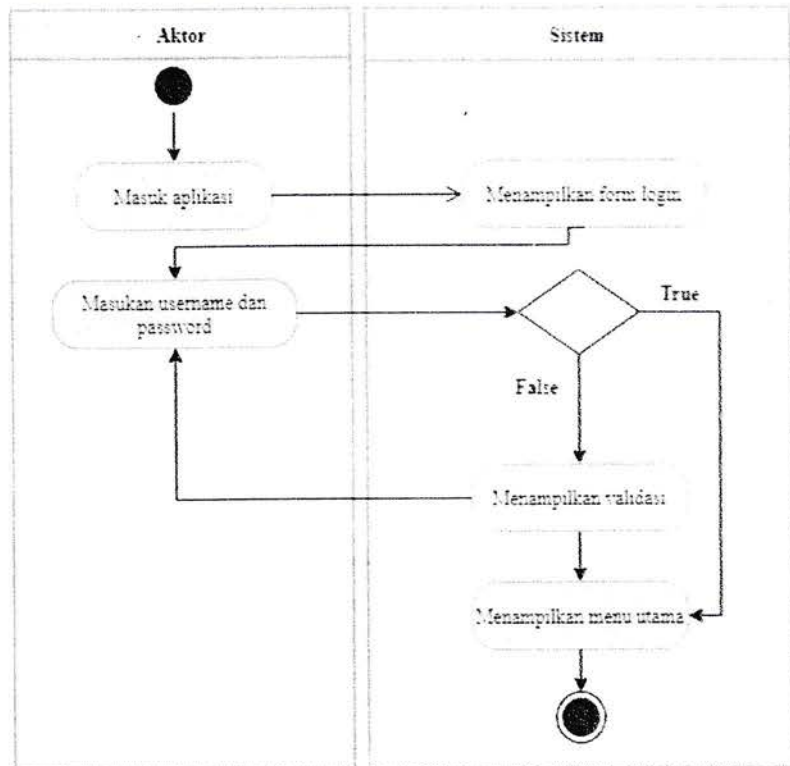 Aktor
Sistem
Masuk aplikasi
Menampilkan form login
Masukan username dan
password
True
False
Menampilkan validasi
Menampilkan menu utama